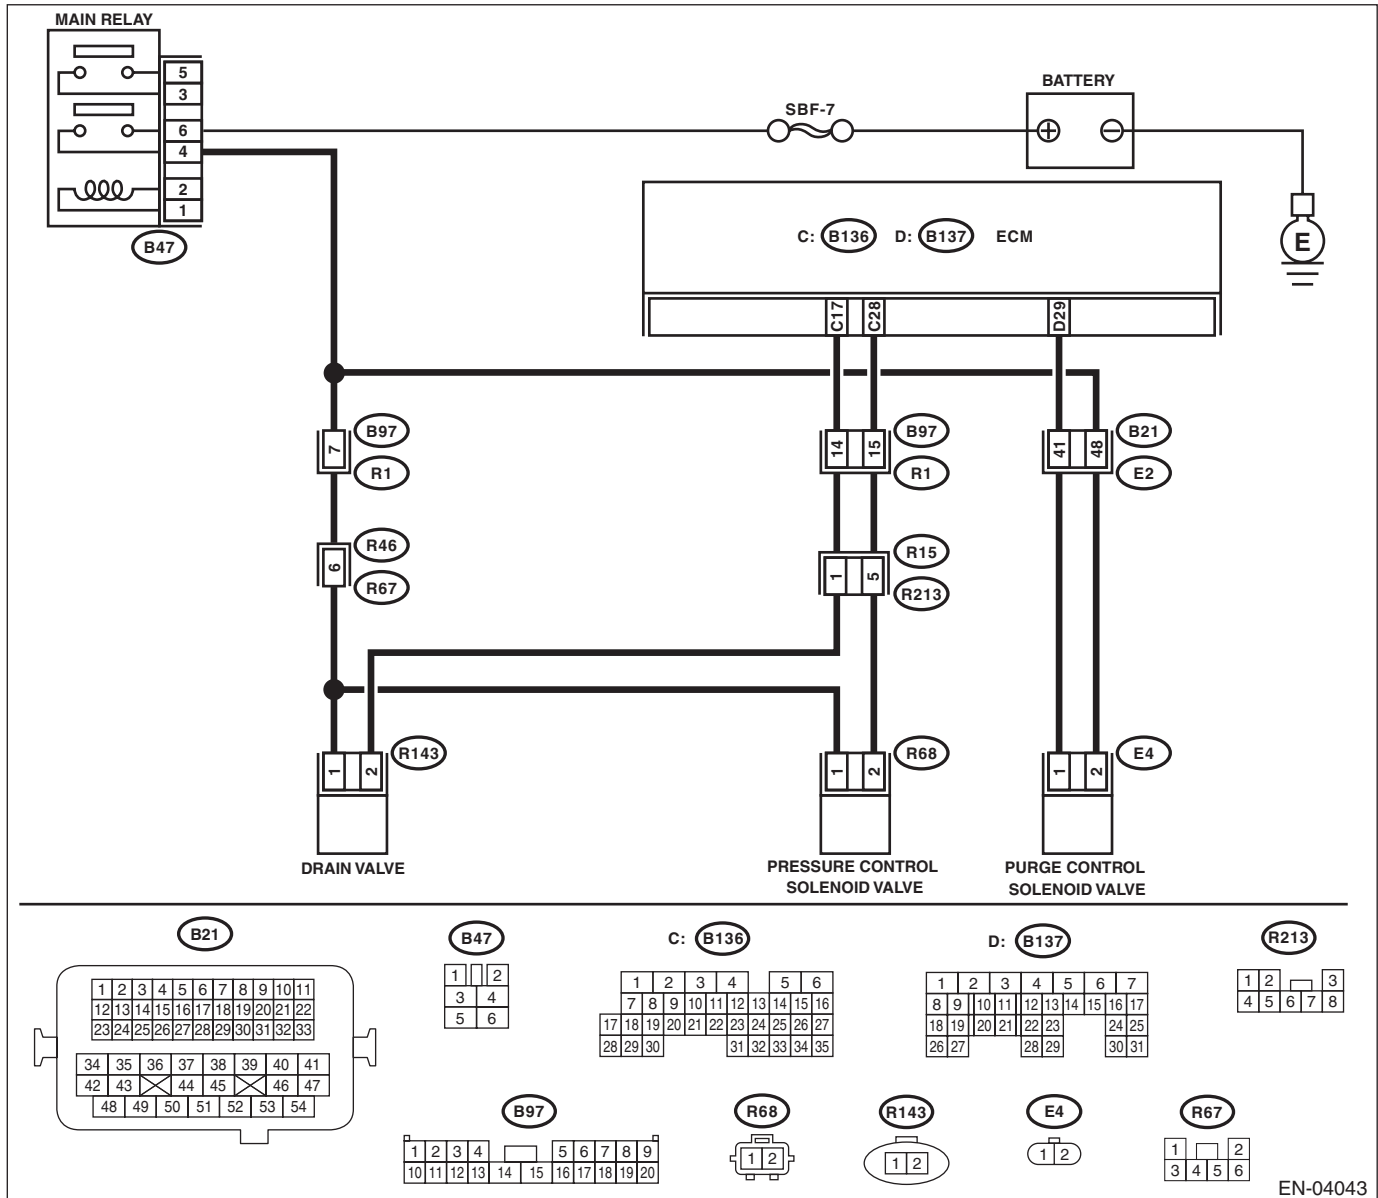 MAIN RELAY
5
3
6
4
2
1
B47
SBF-7
BATTERY
E
C: B136 D: B137 ECM
C17 C28 D29
7
B97
R1
14 15
B97
R1
41 48
B21
E2
6
R46
R67
1 5
R15
R213
1 2
R143
DRAIN VALVE
1 2
R68
PRESSURE CONTROL
SOLENOID VALVE
1 2
E4
PURGE CONTROL
SOLENOID VALVE
B21
1 2 3 4 5 6 7 8 9 10 11
12 13 14 15 16 17 18 19 20 21 22
23 24 25 26 27 28 29 30 31 32 33
34 35 36 37 38 39 40 41
42 43 44 45 46 47
48 49 50 51 52 53 54
B47
1 2
3 4
5 6
C: B136
1 2 3 4 5 6
7 8 9 10 11 12 13 14 15 16
17 18 19 20 21 22 23 24 25 26 27
28 29 30 31 32 33 34 35
D: B137
1 2 3 4 5 6 7
8 9 10 11 12 13 14 15 16 17
18 19 20 21 22 23 24 25
26 27 28 29 30 31
R213
1 2 3
4 5 6 7 8
B97
1 2 3 4 5 6 7 8 9
10 11 12 13 14 15 16 17 18 19 20
R68
1 2
R143
1 2
E4
1 2
R67
1 2
3 4 5 6
EN-04043